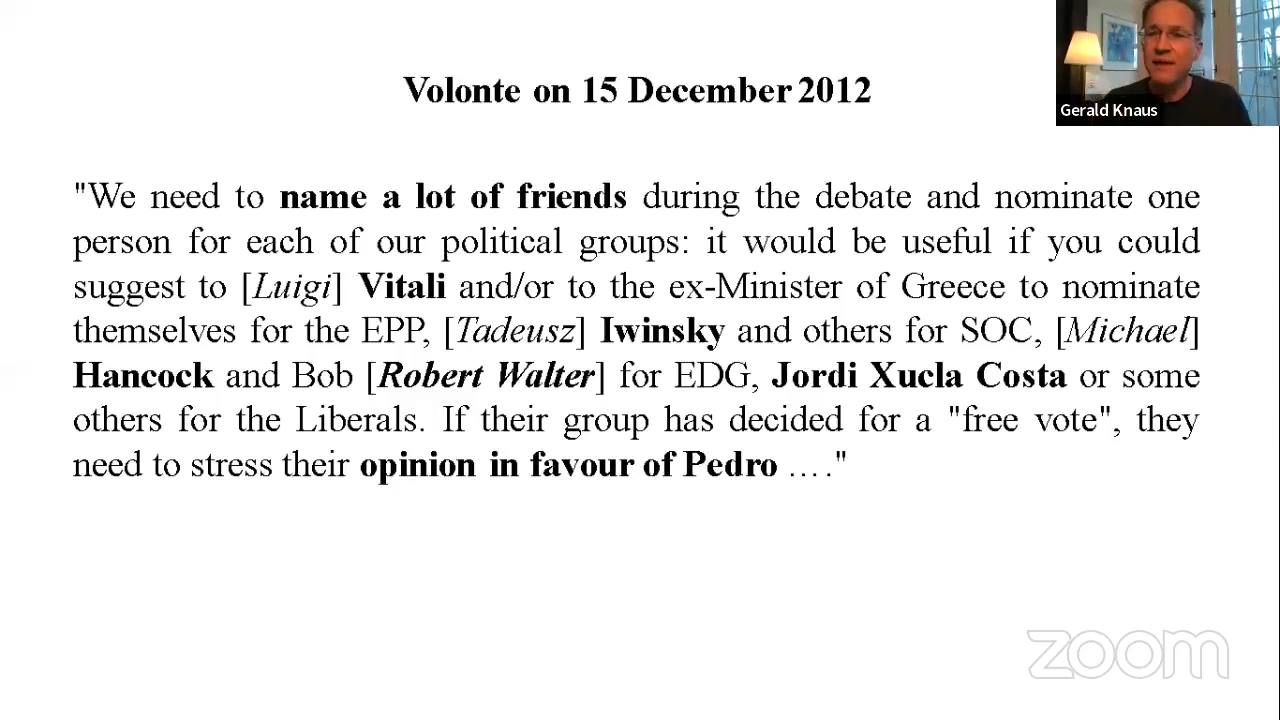 Volonte on 15 December 2012
Gerald Knaus
"We need to name a lot of friends during the debate and nominate one
person for each of our political groups: it would be useful if you could
suggest to [Luigi] Vitali and/or to the ex-Minister of Greece to nominate
themselves for the EPP, [Tadeusz] Iwinsky and others for SOC, [Michael]
Hancock and Bob [Robert Walter] for EDG, Jordi Xucla Costa or some
others for the Liberals. If their group has decided for a "free vote", they
need to stress their opinion in favour of Pedro …."
zoom